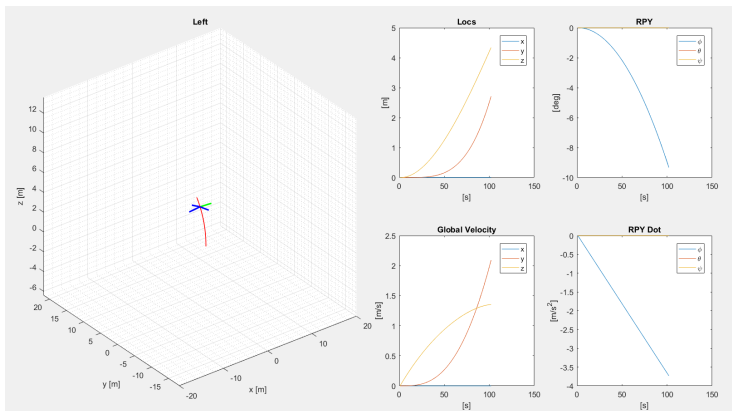 Left
z [m]
12
10
8
6
4
2
0
-2
-4
-6
20
15
10
5
0
-5
-10
-15
y [m]
-20
-10
0
10
20
x [m]
Locs
[m]
5
4
3
2
1
0
0
50
100
150
[s]
x
y
z
RPY
[deg]
0
-2
-4
-6
-8
-10
0
50
100
150
[s]
ϕ
θ
ψ
Global Velocity
[m/s]
2.5
2
1.5
1
0.5
0
0
50
100
150
[s]
x
y
z
RPY Dot
[m/s²]
0
-0.5
-1
-1.5
-2
-2.5
-3
-3.5
-4
0
50
100
150
[s]
ϕ
θ
ψ